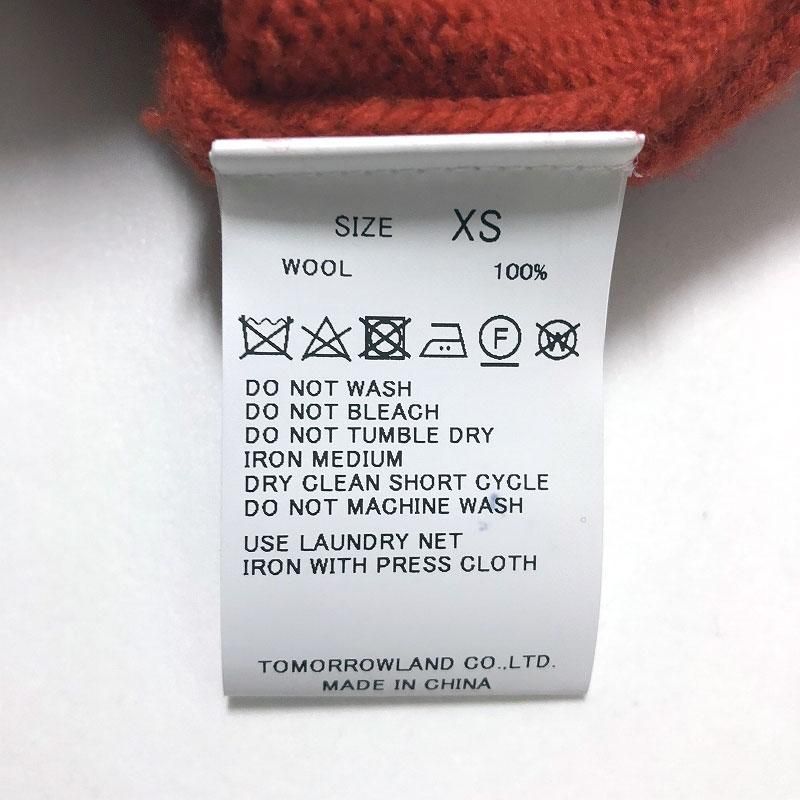 SIZE XS
WOOL 100%
F W
DO NOT WASH
DO NOT BLEACH
DO NOT TUMBLE DRY
IRON MEDIUM
DRY CLEAN SHORT CYCLE
DO NOT MACHINE WASH
USE LAUNDRY NET
IRON WITH PRESS CLOTH
TOMORROWLAND CO.,LTD.
MADE IN CHINA